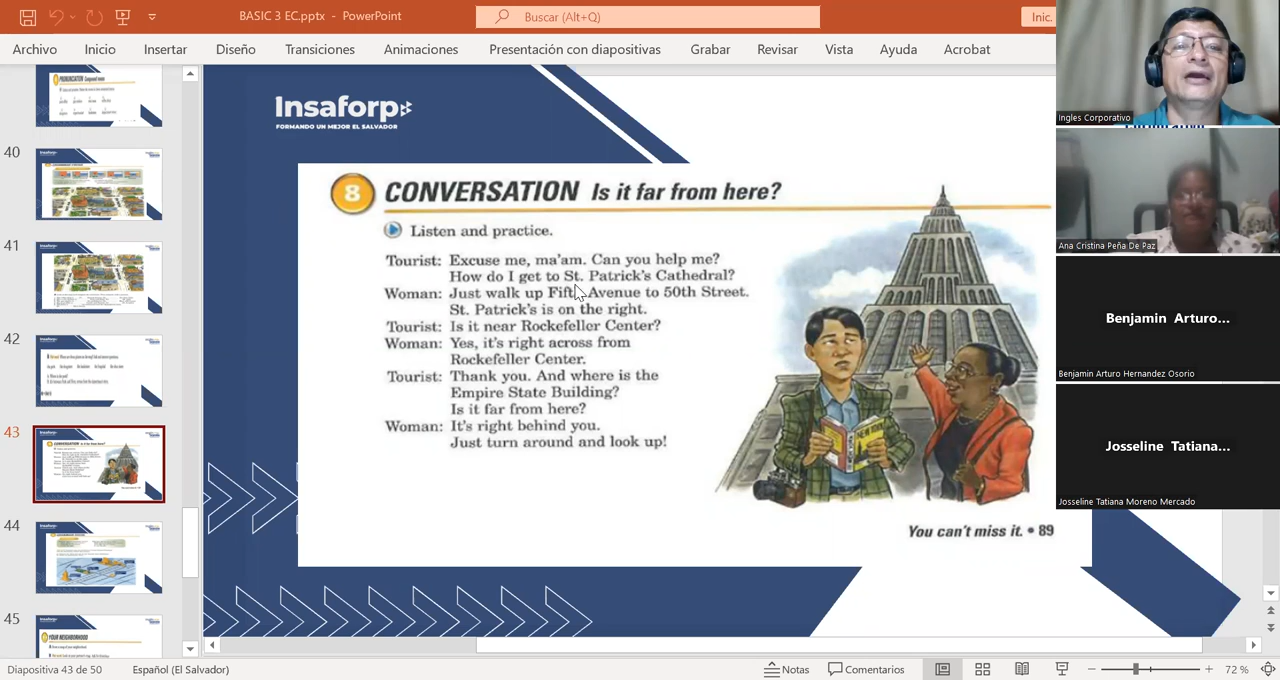 BASIC 3 EC.pptx - PowerPoint
Buscar (Alt+Q)
Inic.
Archivo Inicio Insertar Diseño Transiciones Animaciones Presentación con diapositivas Grabar Revisar Vista Ayuda Acrobat
40
41
42
43
44
45
PRONUNCIATION
YOUR NEIGHBORHOOD
Insaforp
FORMANDO UN MEJOR EL SALVADOR
8 CONVERSATION Is it far from here?
Listen and practice.
Tourist: Excuse me, ma'am. Can you help me?
How do I get to St. Patrick's Cathedral?
Woman: Just walk up Fifth Avenue to 50th Street.
St. Patrick's is on the right.
Tourist: Is it near Rockefeller Center?
Woman: Yes, it's right across from
Rockefeller Center.
Tourist: Thank you. And where is the
Empire State Building?
Is it far from here?
Woman: It's right behind you.
Just turn around and look up!
You can't miss it. • 89
Ingles Corporativo
Ana Cristina Peña De Paz
Benjamin Arturo...
Benjamin Arturo Hernandez Osorio
Josseline Tatiana...
Josseline Tatiana Moreno Mercado
Diapositiva 43 de 50 Español (El Salvador) Notas Comentarios 72 %